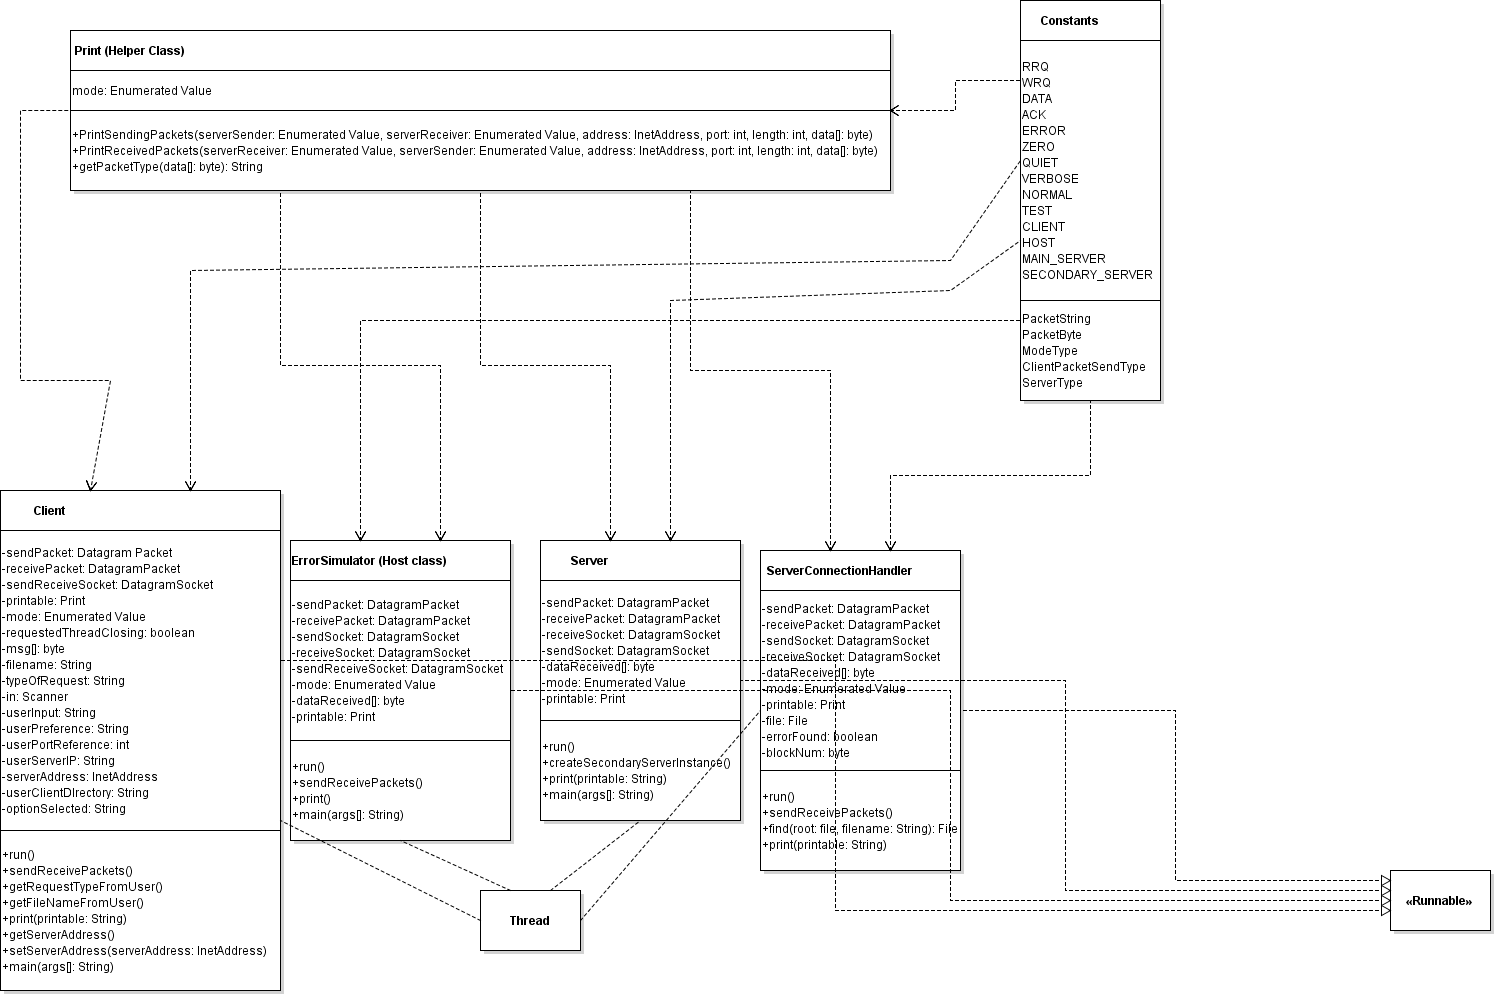 Print (Helper Class)
mode: Enumerated Value
+PrintSendingPackets(serverSender: Enumerated Value, serverReceiver: Enumerated Value, address: InetAddress, port: int, length: int, data[]: byte)
+PrintReceivedPackets(serverReceiver: Enumerated Value, serverSender: Enumerated Value, address: InetAddress, port: int, length: int, data[]: byte)
+getPacketType(data[]: byte): String
Constants
RRQ
WRQ
DATA
ACK
ERROR
ZERO
QUIET
VERBOSE
NORMAL
TEST
CLIENT
HOST
MAIN_SERVER
SECONDARY_SERVER
PacketString
PacketByte
ModeType
ClientPacketSendType
ServerType
Client
-sendPacket: Datagram Packet
-receivePacket: DatagramPacket
-sendReceiveSocket: DatagramSocket
-printable: Print
-mode: Enumerated Value
-requestedThreadClosing: boolean
-msg[]: byte
-filename: String
-typeOfRequest: String
-in: Scanner
-userInput: String
-userPreference: String
-userPortReference: int
-userServerIP: String
-serverAddress: InetAddress
-userClientDIrectory: String
-optionSelected: String
+run()
+sendReceivePackets()
+getRequestTypeFromUser()
+getFileNameFromUser()
+print(printable: String)
+getServerAddress()
+setServerAddress(serverAddress: InetAddress)
+main(args[]: String)
ErrorSimulator (Host class)
-sendPacket: DatagramPacket
-receivePacket: DatagramPacket
-sendSocket: DatagramSocket
-receiveSocket: DatagramSocket
-sendReceiveSocket: DatagramSocket
-mode: Enumerated Value
-dataReceived[]: byte
-printable: Print
+run()
+sendReceivePackets()
+print()
+main(args[]: String)
Server
-sendPacket: DatagramPacket
-receivePacket: DatagramPacket
-receiveSocket: DatagramSocket
-sendSocket: DatagramSocket
-dataReceived[]: byte
-mode: Enumerated Value
-printable: Print
+run()
+createSecondaryServerInstance()
+print(printable: String)
+main(args[]: String)
ServerConnectionHandler
-sendPacket: DatagramPacket
-receivePacket: DatagramPacket
-sendSocket: DatagramSocket
-receiveSocket: DatagramSocket
-dataReceived[]: byte
-mode: Enumerated Value
-printable: Print
-file: File
-errorFound: boolean
-blockNum: byte
+run()
+sendReceivePackets()
+find(root: file, filename: String): File
+print(printable: String)
Thread
«Runnable»